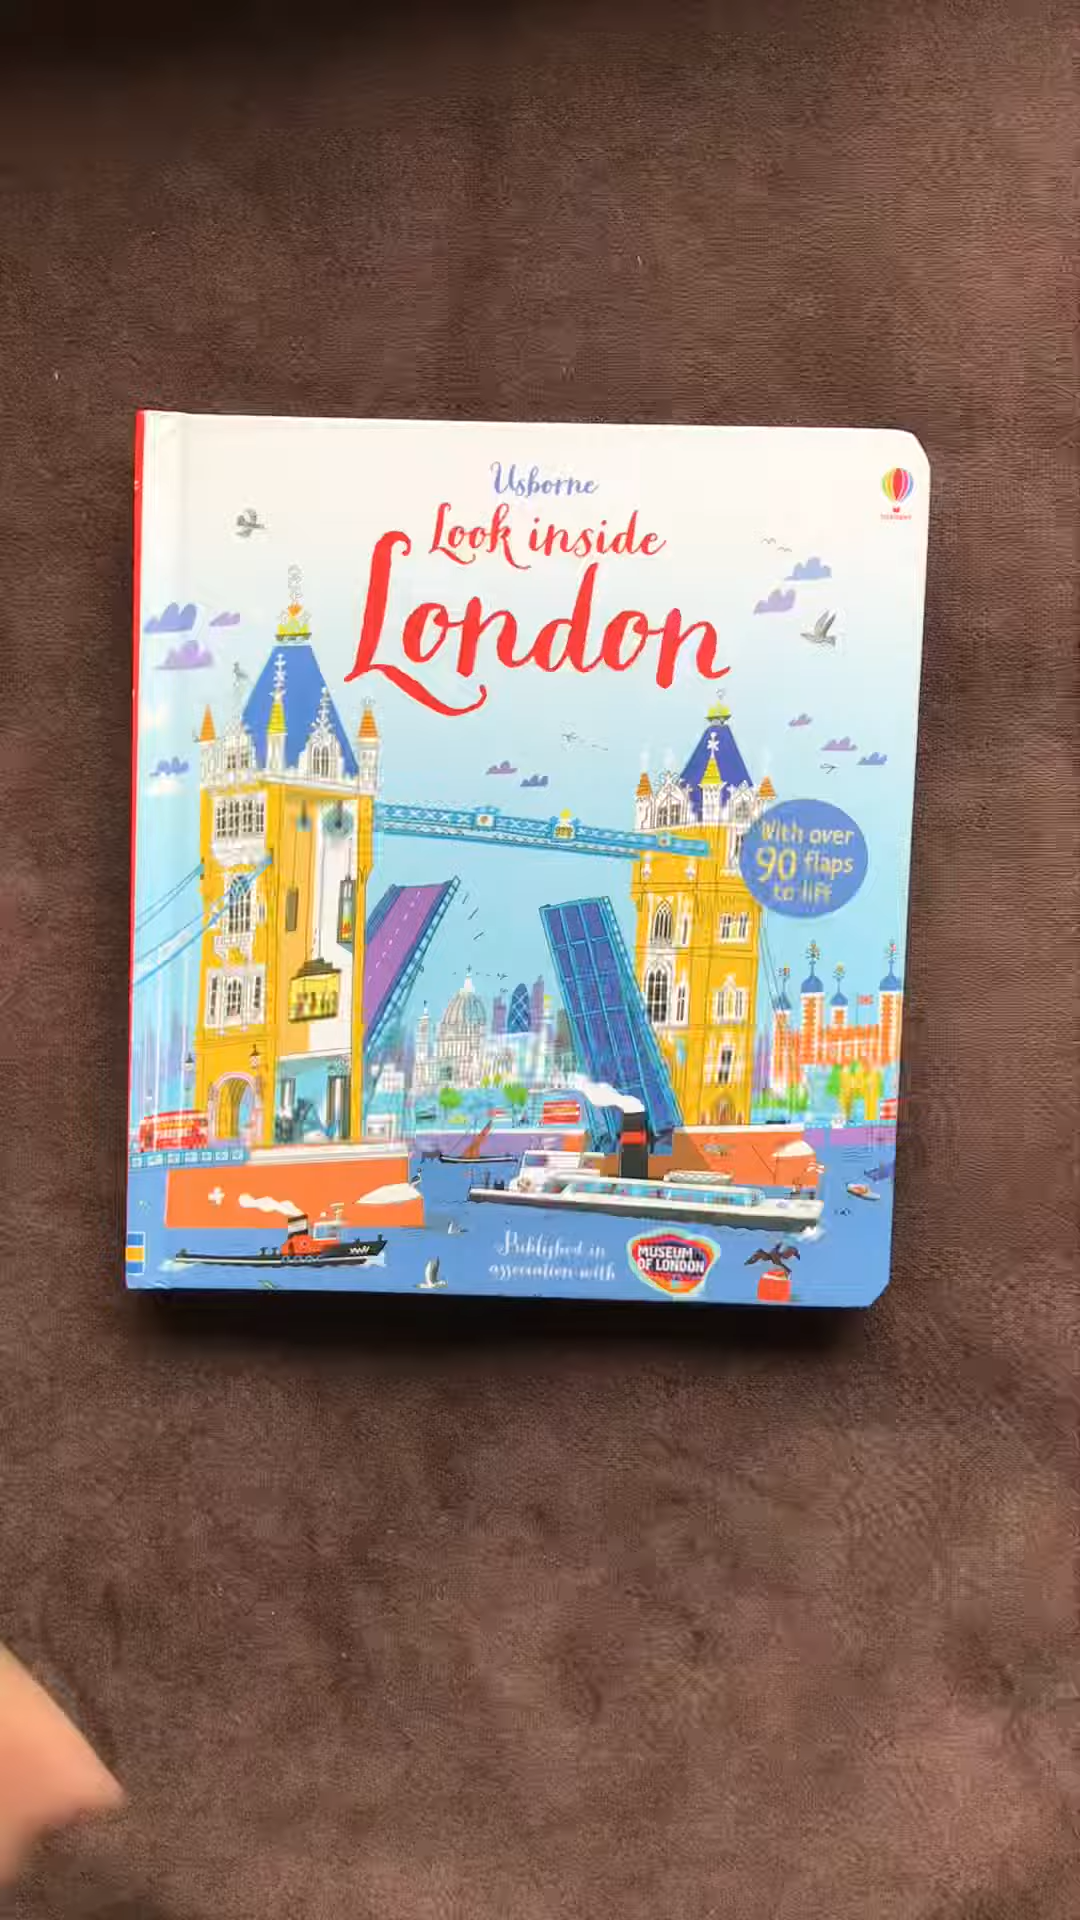 Usborne
Look inside
London
With over
90 flaps
to lift
Published in
association with
MUSEUM
OF LONDON